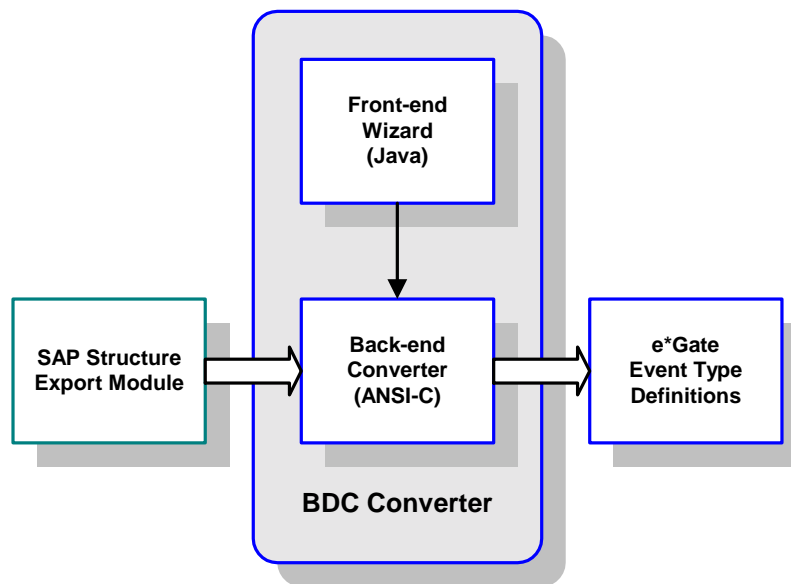 Front-end
Wizard
(Java)
SAP Structure
Export Module
Back-end
Converter
(ANSI-C)
e*Gate
Event Type
Definitions
BDC Converter